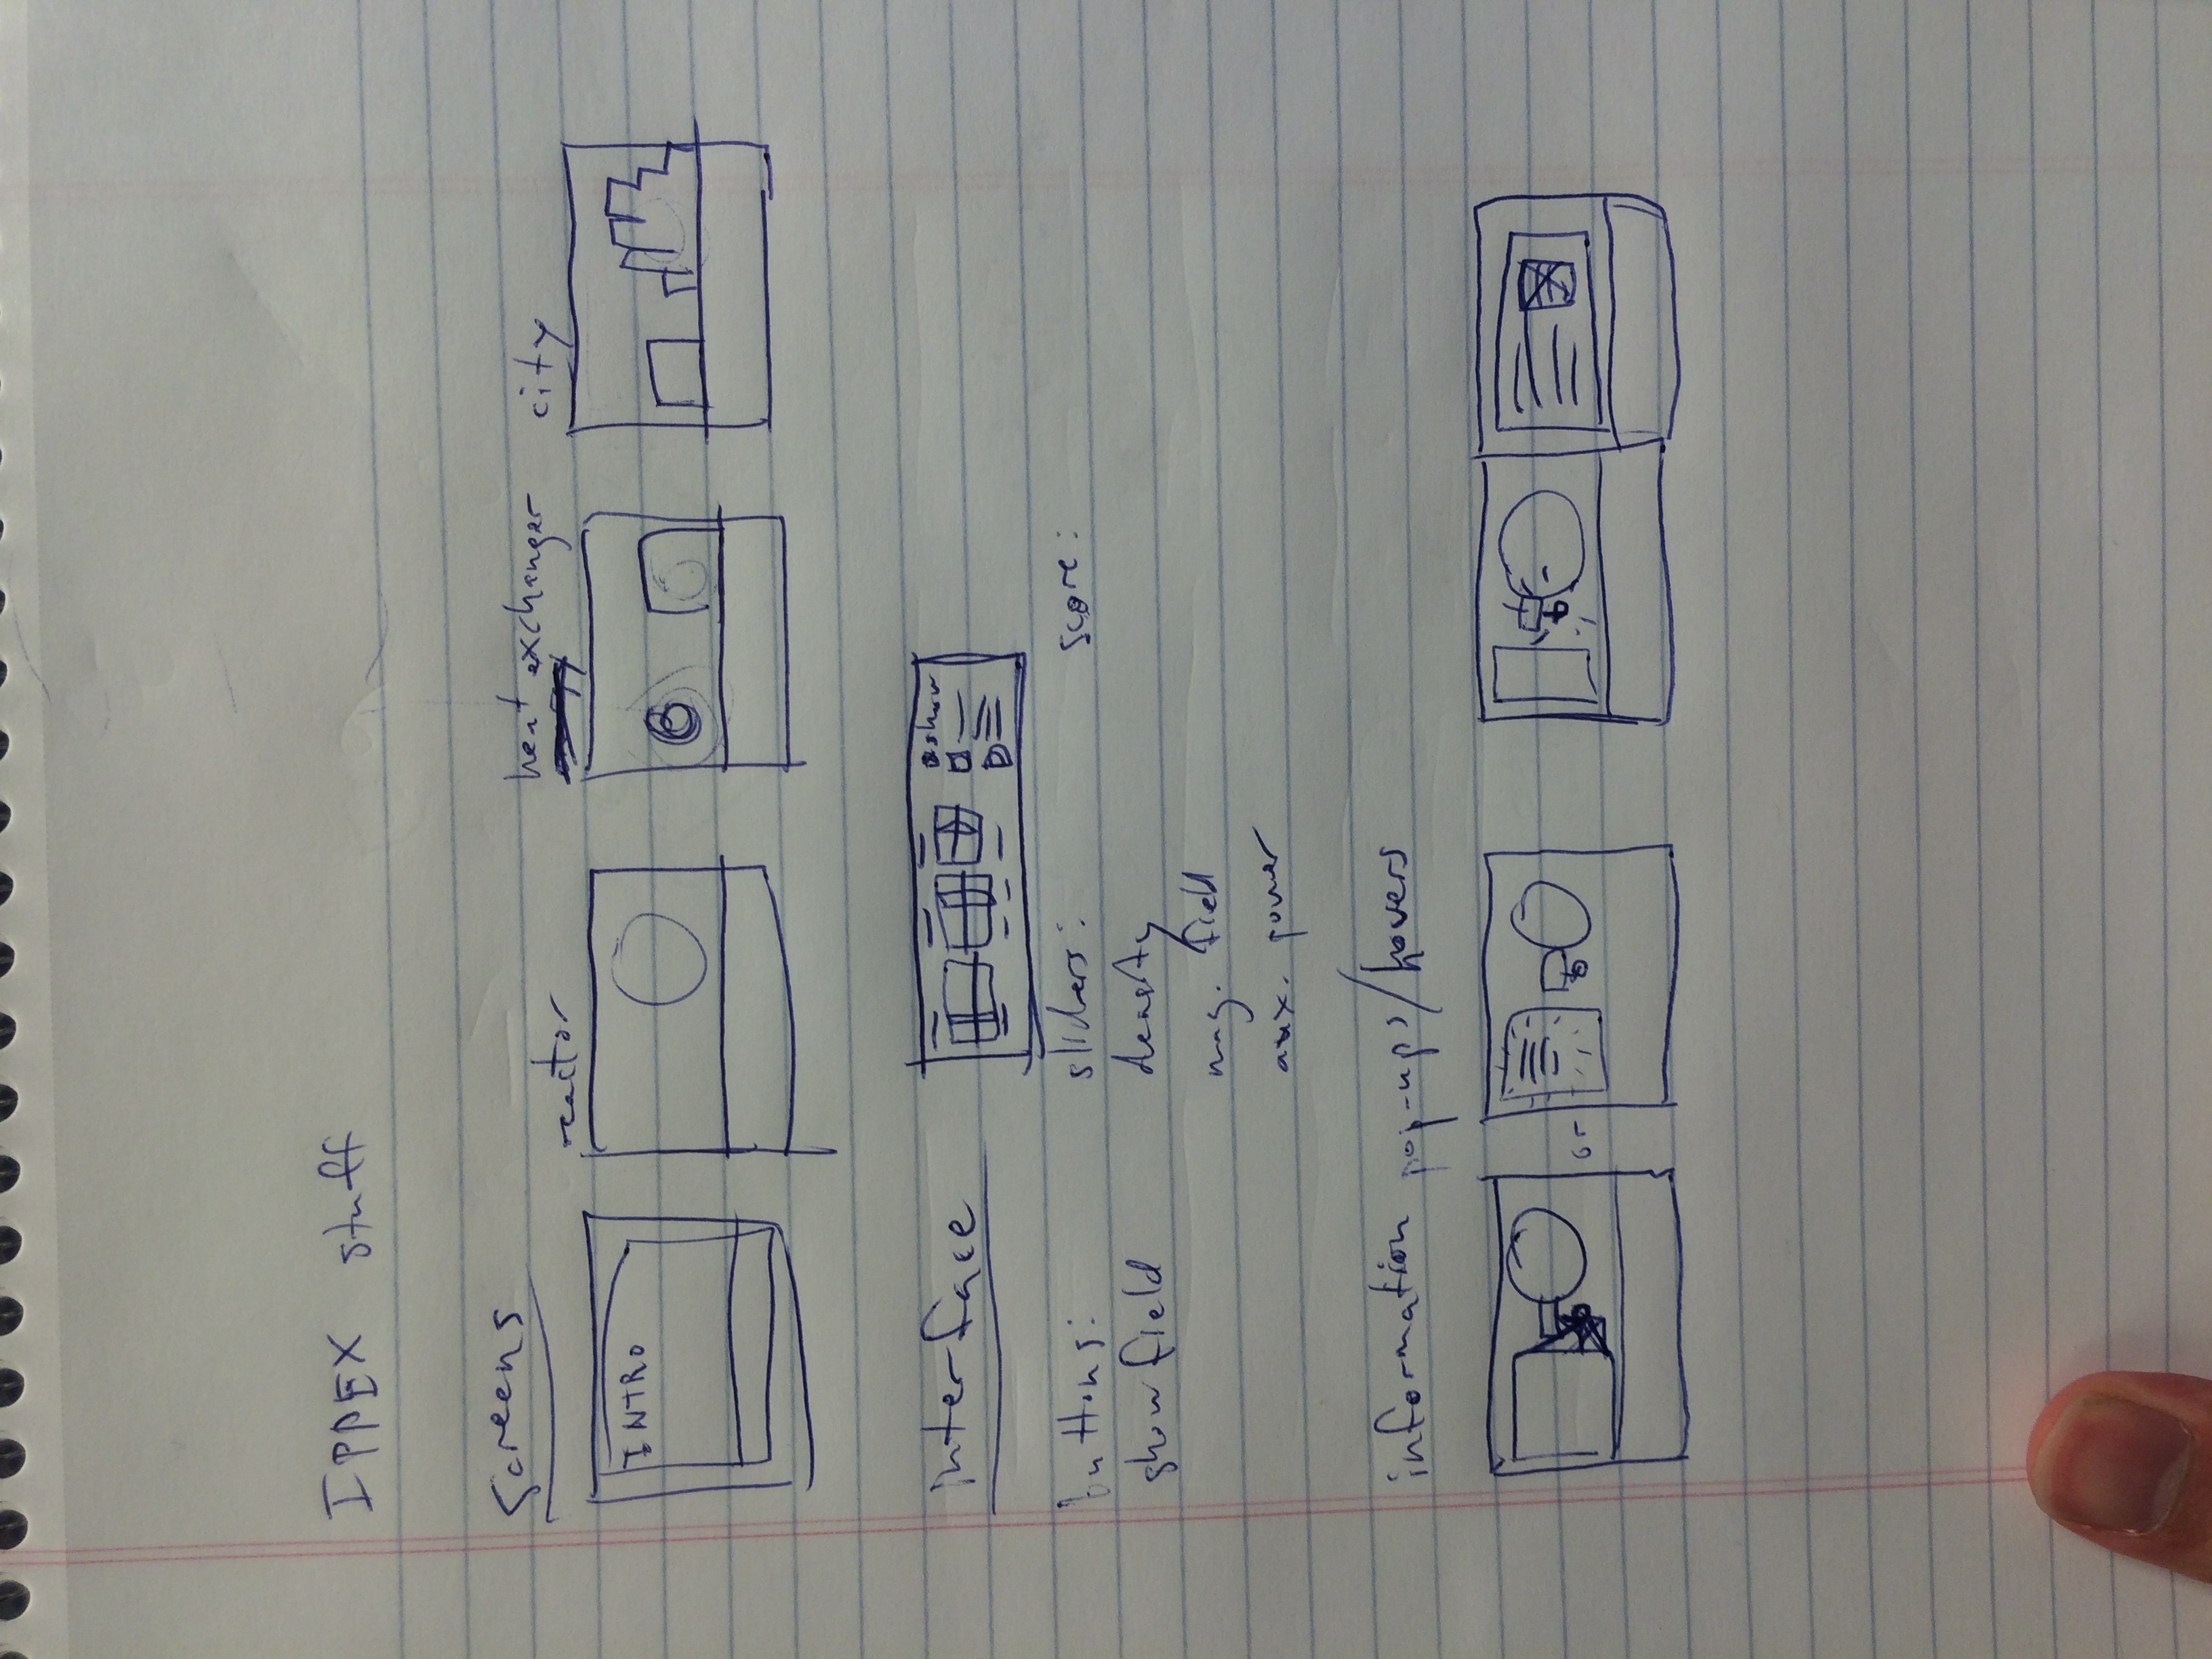 IPPEX stuff
screens
INTRO
reactor
heat exchanger
city
interface
show
buttons:
show field
sliders:
density
mag. field
aux. power
score:
information pop-ups/hovers
or